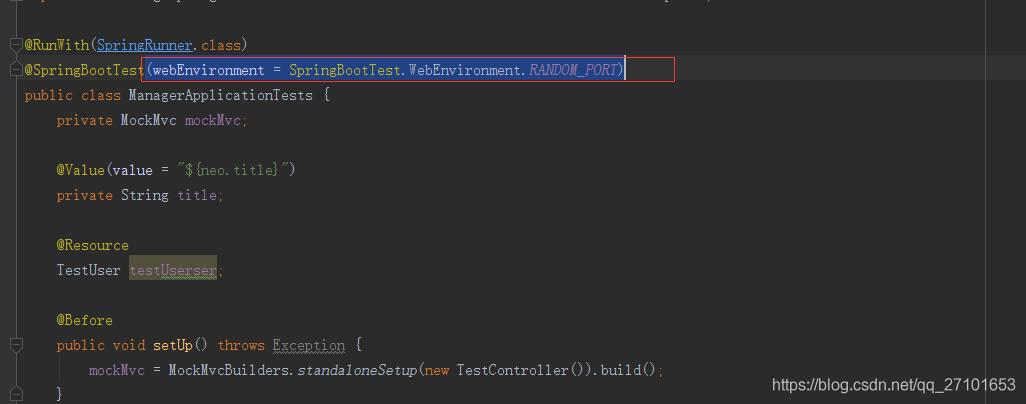 @RunWith(SpringRunner.class)
@SpringBootTest(webEnvironment = SpringBootTest.WebEnvironment.RANDOM_PORT)
public class ManagerApplicationTests {
private MockMvc mockMvc;
@Value(value = "${neo.title}")
private String title;
@Resource
TestUser testUserser;
@Before
public void setUp() throws Exception {
mockMvc = MockMvcBuilders.standaloneSetup(new TestController()).build();
}
https://blog.csdn.net/qq_27101653